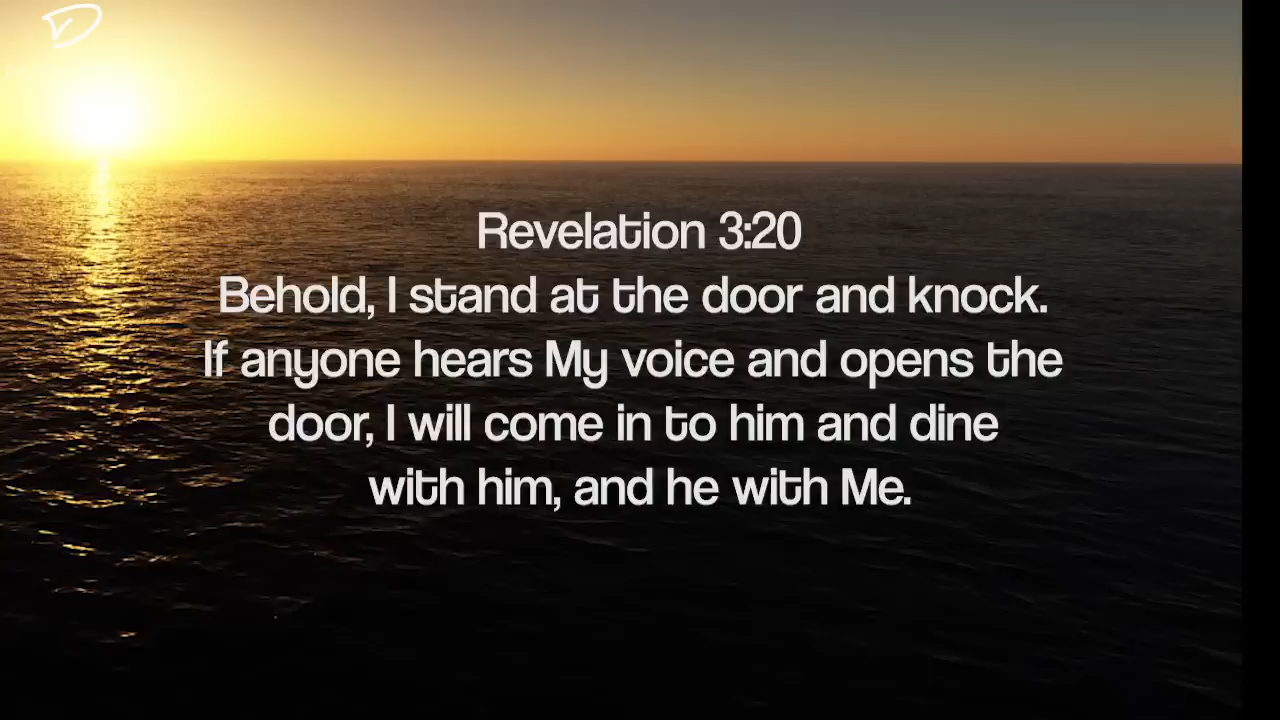 Revelation 3:20
Behold, I stand at the door and knock.
If anyone hears My voice and opens the
door, I will come in to him and dine
with him, and he with Me.